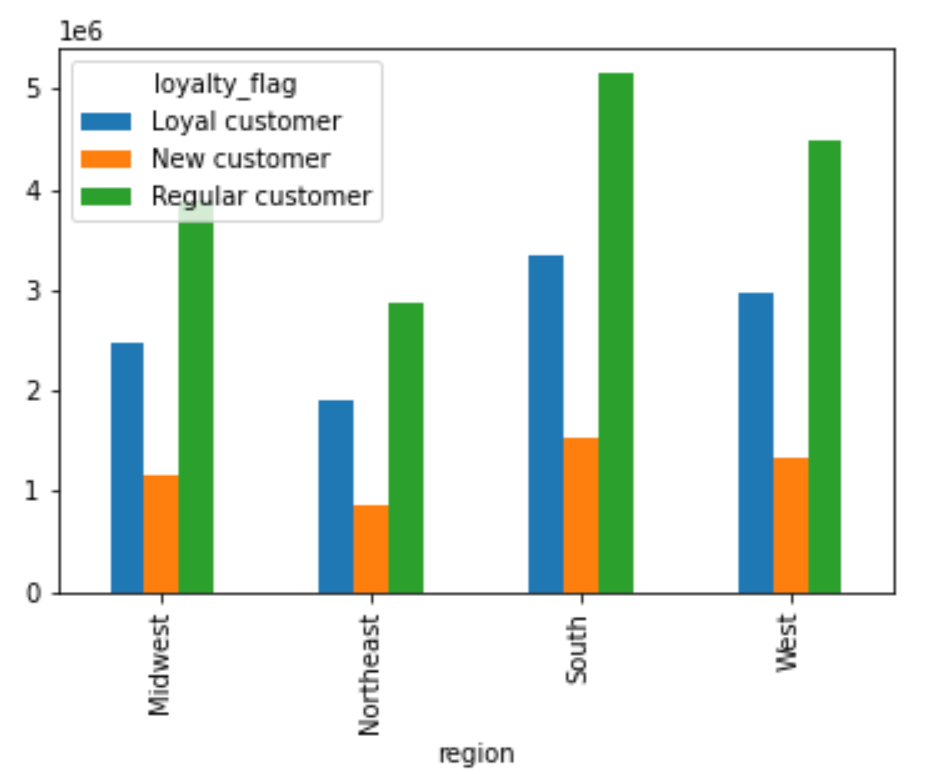 1e6
loyalty_flag
Loyal customer
New customer
Regular customer
5
4
3
2
1
0
Midwest
Northeast
South
West
region